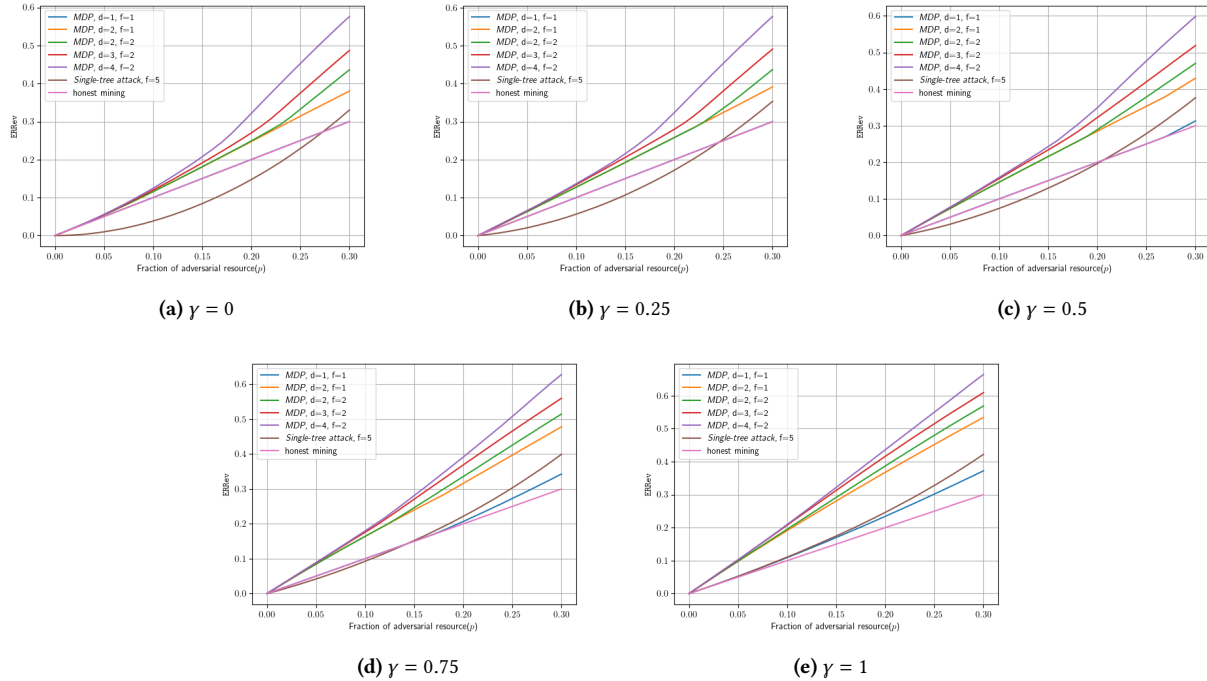 0.6
0.5
0.4
0.3
0.2
0.1
0.0
ERRev
MDP, d=1, f=1
MDP, d=2, f=1
MDP, d=2, f=2
MDP, d=3, f=2
MDP, d=4, f=2
Single-tree attack, f=5
honest mining
0.00 0.05 0.10 0.15 0.20 0.25 0.30
Fraction of adversarial resource(p)
(a) γ = 0
0.6
0.5
0.4
0.3
0.2
0.1
0.0
ERRev
MDP, d=1, f=1
MDP, d=2, f=1
MDP, d=2, f=2
MDP, d=3, f=2
MDP, d=4, f=2
Single-tree attack, f=5
honest mining
0.00 0.05 0.10 0.15 0.20 0.25 0.30
Fraction of adversarial resource(p)
(b) γ = 0.25
0.6
0.5
0.4
0.3
0.2
0.1
0.0
ERRev
MDP, d=1, f=1
MDP, d=2, f=1
MDP, d=2, f=2
MDP, d=3, f=2
MDP, d=4, f=2
Single-tree attack, f=5
honest mining
0.00 0.05 0.10 0.15 0.20 0.25 0.30
Fraction of adversarial resource(p)
(c) γ = 0.5
0.6
0.5
0.4
0.3
0.2
0.1
0.0
ERRev
MDP, d=1, f=1
MDP, d=2, f=1
MDP, d=2, f=2
MDP, d=3, f=2
MDP, d=4, f=2
Single-tree attack, f=5
honest mining
0.00 0.05 0.10 0.15 0.20 0.25 0.30
Fraction of adversarial resource(p)
(d) γ = 0.75
0.6
0.5
0.4
0.3
0.2
0.1
0.0
ERRev
MDP, d=1, f=1
MDP, d=2, f=1
MDP, d=2, f=2
MDP, d=3, f=2
MDP, d=4, f=2
Single-tree attack, f=5
honest mining
0.00 0.05 0.10 0.15 0.20 0.25 0.30
Fraction of adversarial resource(p)
(e) γ = 1